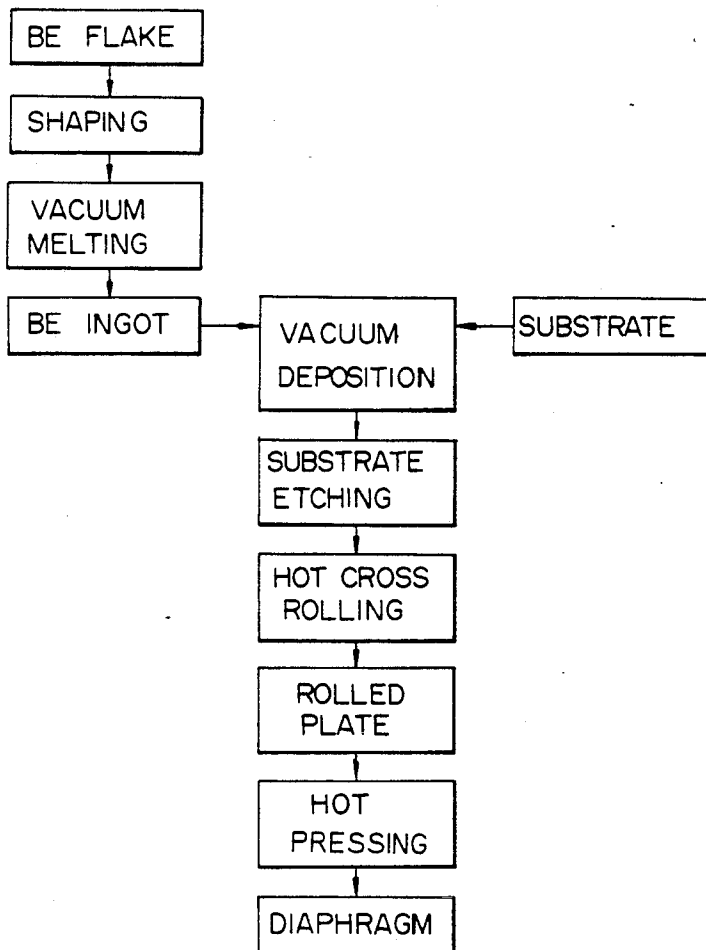 BE FLAKE
SHAPING
VACUUM
MELTING
BE INGOT
VACUUM
DEPOSITION
SUBSTRATE
SUBSTRATE
ETCHING
HOT CROSS
ROLLING
ROLLED
PLATE
HOT
PRESSING
DIAPHRAGM